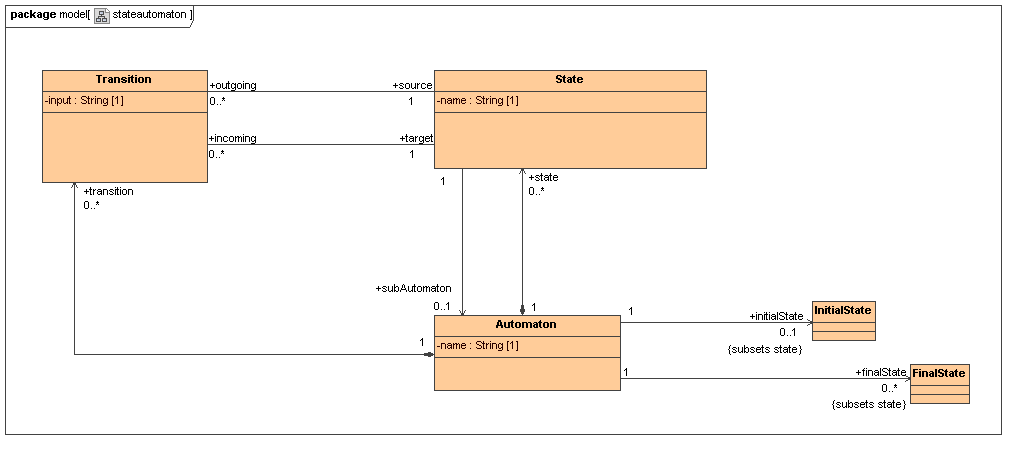 package model[ stateautomaton ]
Transition
-input : String [1]
+outgoing
0..*
+source
1
State
-name : String [1]
+incoming
0..*
+target
1
+transition
0..*
1
+state
0..*
+subAutomaton
0..1
1
Automaton
-name : String [1]
1
1
+initialState
0..1
{subsets state}
InitialState
1
+finalState
0..*
{subsets state}
FinalState